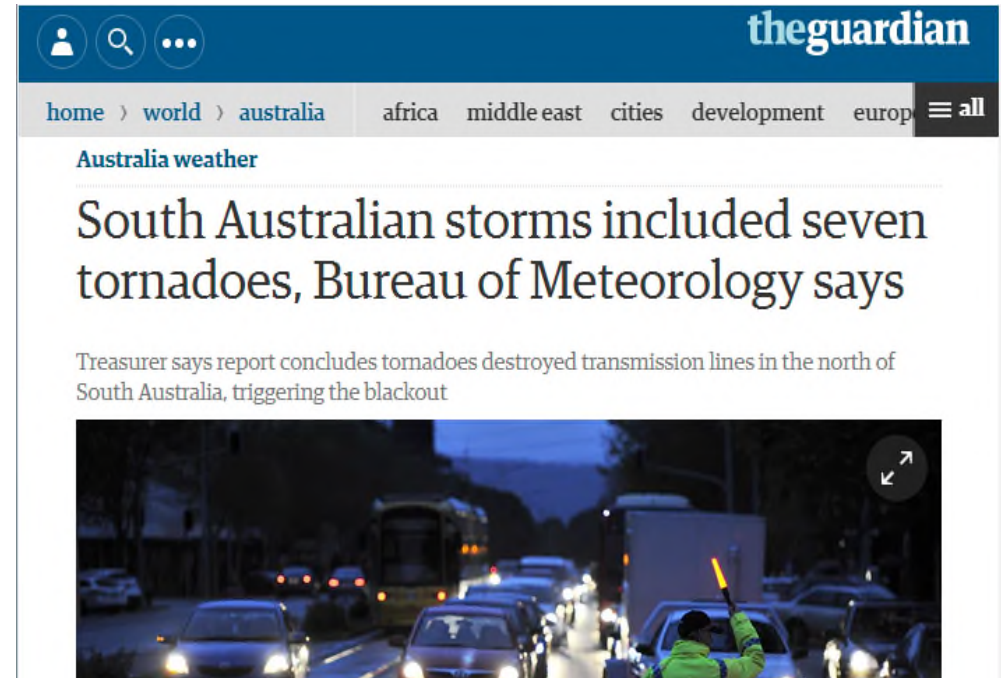 theguardian
home › world › australia africa middle east cities development europ all
Australia weather
South Australian storms included seven
tornadoes, Bureau of Meteorology says
Treasurer says report concludes tornadoes destroyed transmission lines in the north of
South Australia, triggering the blackout